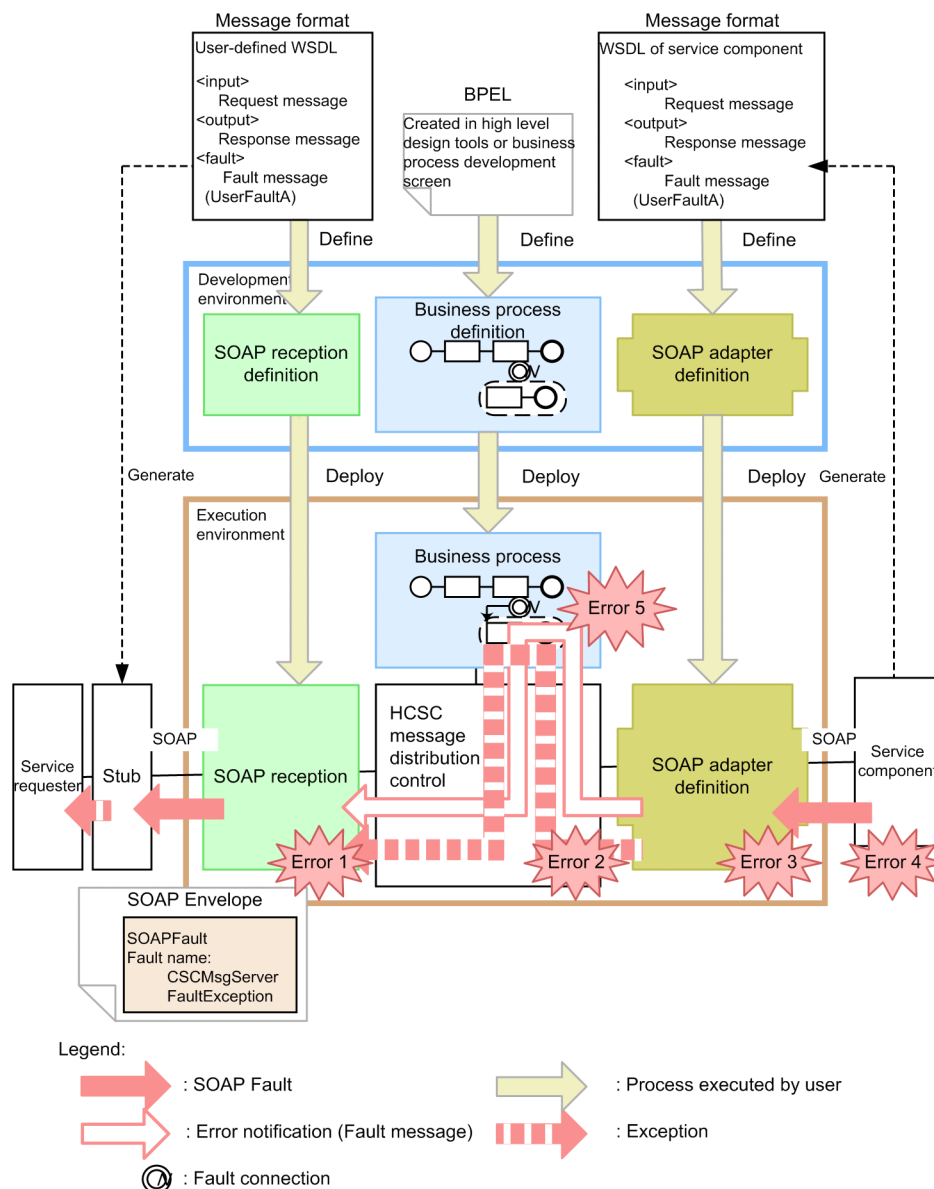 Message format
User-defined WSDL
<input>
Request message
<output>
Response message
<fault>
Fault message
(UserFaultA)
BPEL
Created in high level
design tools or business
process development
screen
Message format
WSDL of service component
<input>
Request message
<output>
Response message
<fault>
Fault message
(UserFaultA)
Define
Define
Define
Development
environment
SOAP reception
definition
Business process
definition
SOAP adapter
definition
Generate
Deploy
Deploy
Deploy
Generate
Execution
environment
Business process
Error 5
Service
requester
Stub
SOAP
SOAP reception
HCSC
message
distribution
control
SOAP adapter
definition
SOAP
Service
component
Error 1
Error 2
Error 3
Error 4
SOAP Envelope
SOAPFault
Fault name:
CSCMsgServer
FaultException
Legend:
: SOAP Fault
: Process executed by user
: Error notification (Fault message)
: Exception
: Fault connection